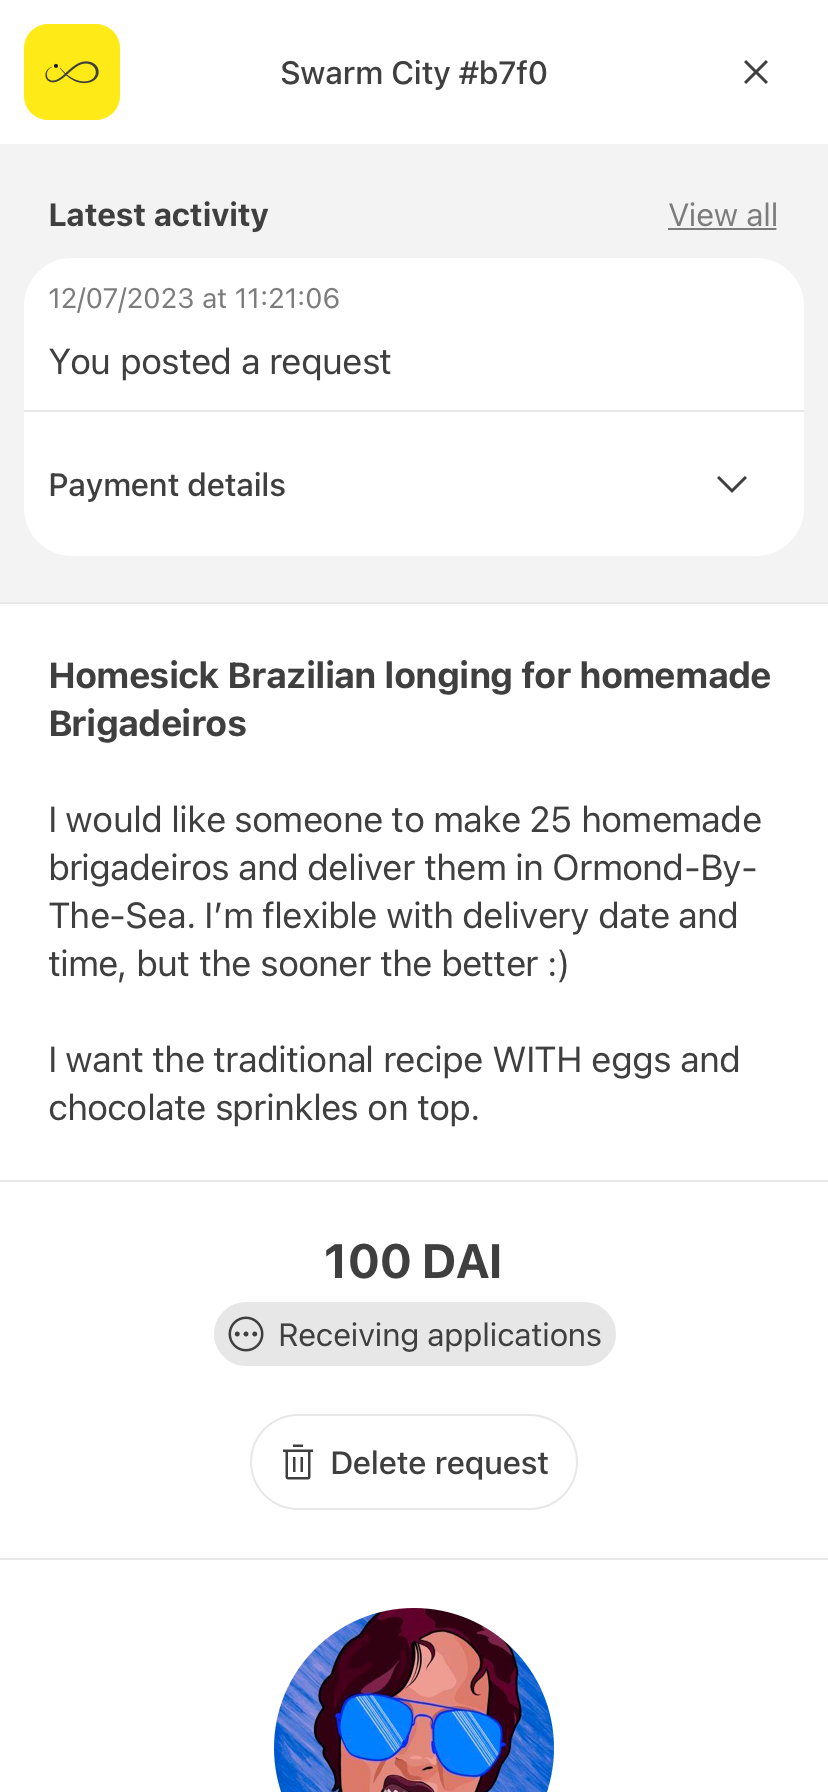 Swarm City #b7f0
Latest activity
View all
12/07/2023 at 11:21:06
You posted a request
Payment details
Homesick Brazilian longing for homemade
Brigadeiros
I would like someone to make 25 homemade
brigadeiros and deliver them in Ormond-By-
The-Sea. I’m flexible with delivery date and
time, but the sooner the better :)
I want the traditional recipe WITH eggs and
chocolate sprinkles on top.
100 DAI
Receiving applications
Delete request